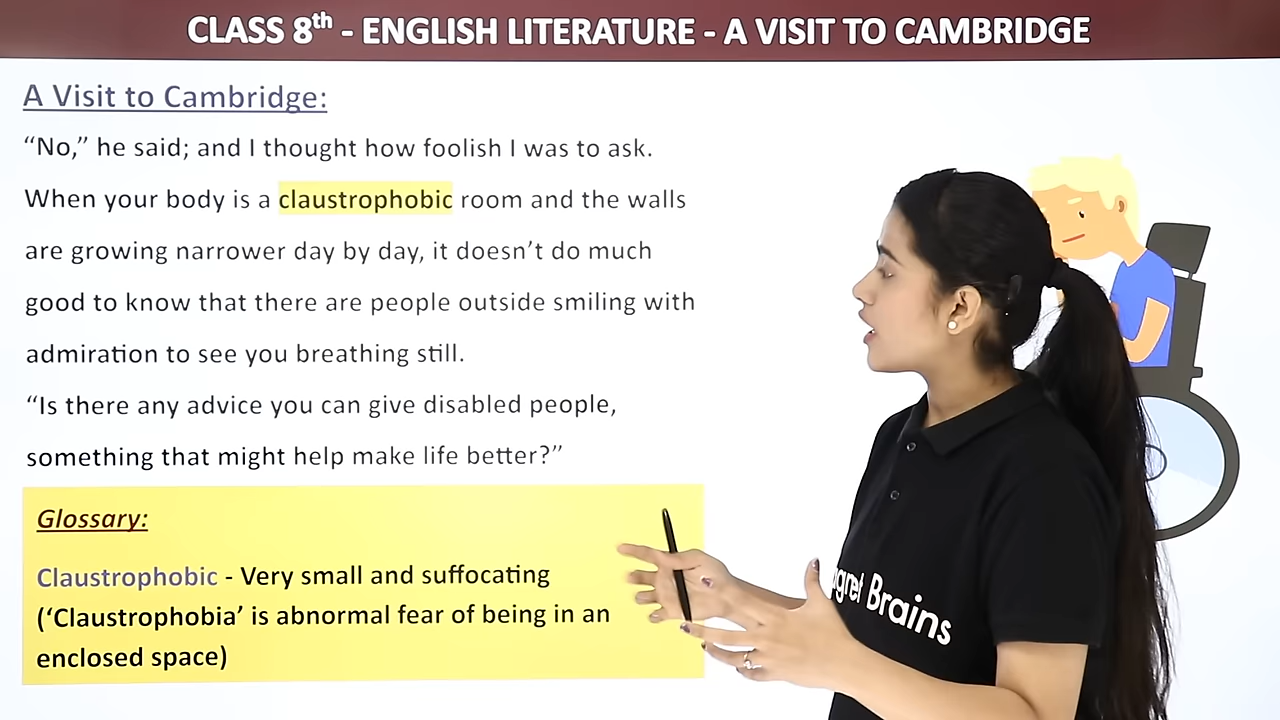 CLASS 8th - ENGLISH LITERATURE - A VISIT TO CAMBRIDGE
A Visit to Cambridge:
“No,” he said; and I thought how foolish I was to ask.
When your body is a claustrophobic room and the walls
are growing narrower day by day, it doesn’t do much
good to know that there are people outside smiling with
admiration to see you breathing still.
“Is there any advice you can give disabled people,
something that might help make life better?”
Glossary:
Claustrophobic - Very small and suffocating
(‘Claustrophobia’ is abnormal fear of being in an
enclosed space)
Brains